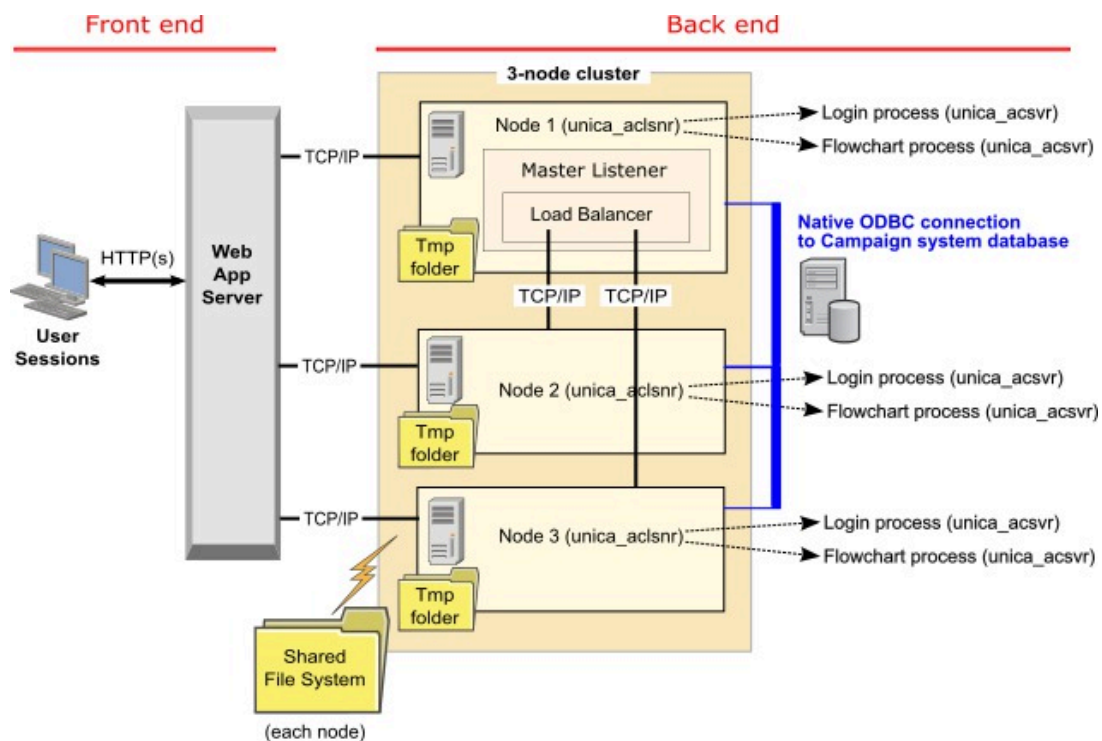 Front end
Back end
3-node cluster
Node 1 (unica_aclsnr)
Login process (unica_acsvr)
Flowchart process (unica_acsvr)
TCP/IP
Master Listener
Load Balancer
Tmp
folder
Native ODBC connection
to Campaign system database
HTTP(s)
Web
App
Server
User
Sessions
TCP/IP
TCP/IP
TCP/IP
Node 2 (unica_aclsnr)
Login process (unica_acsvr)
Flowchart process (unica_acsvr)
Tmp
folder
TCP/IP
Node 3 (unica_aclsnr)
Login process (unica_acsvr)
Flowchart process (unica_acsvr)
Tmp
folder
Shared
File System
(each node)